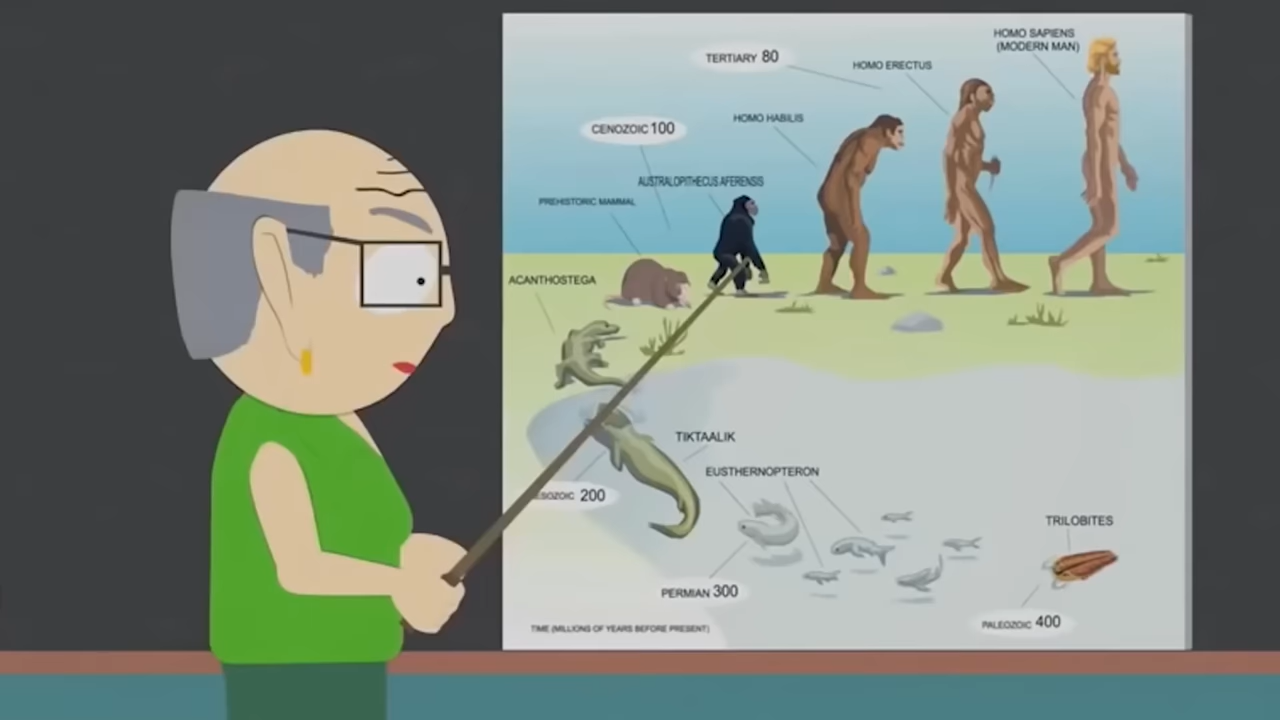 HOMO SAPIENS
(MODERN MAN)
TERTIARY 80
HOMO ERECTUS
HOMO HABILIS
CENOZOIC 100
AUSTRALOPITHECUS AFERENSIS
PREHISTORIC MAMMAL
ACANTHOSTEGA
TIKTAALIK
EUSTHERNOPTERON
200
TRILOBITES
PERMIAN 300
PALEOZOIC 400
TIME (MILLIONS OF YEARS BEFORE PRESENT)